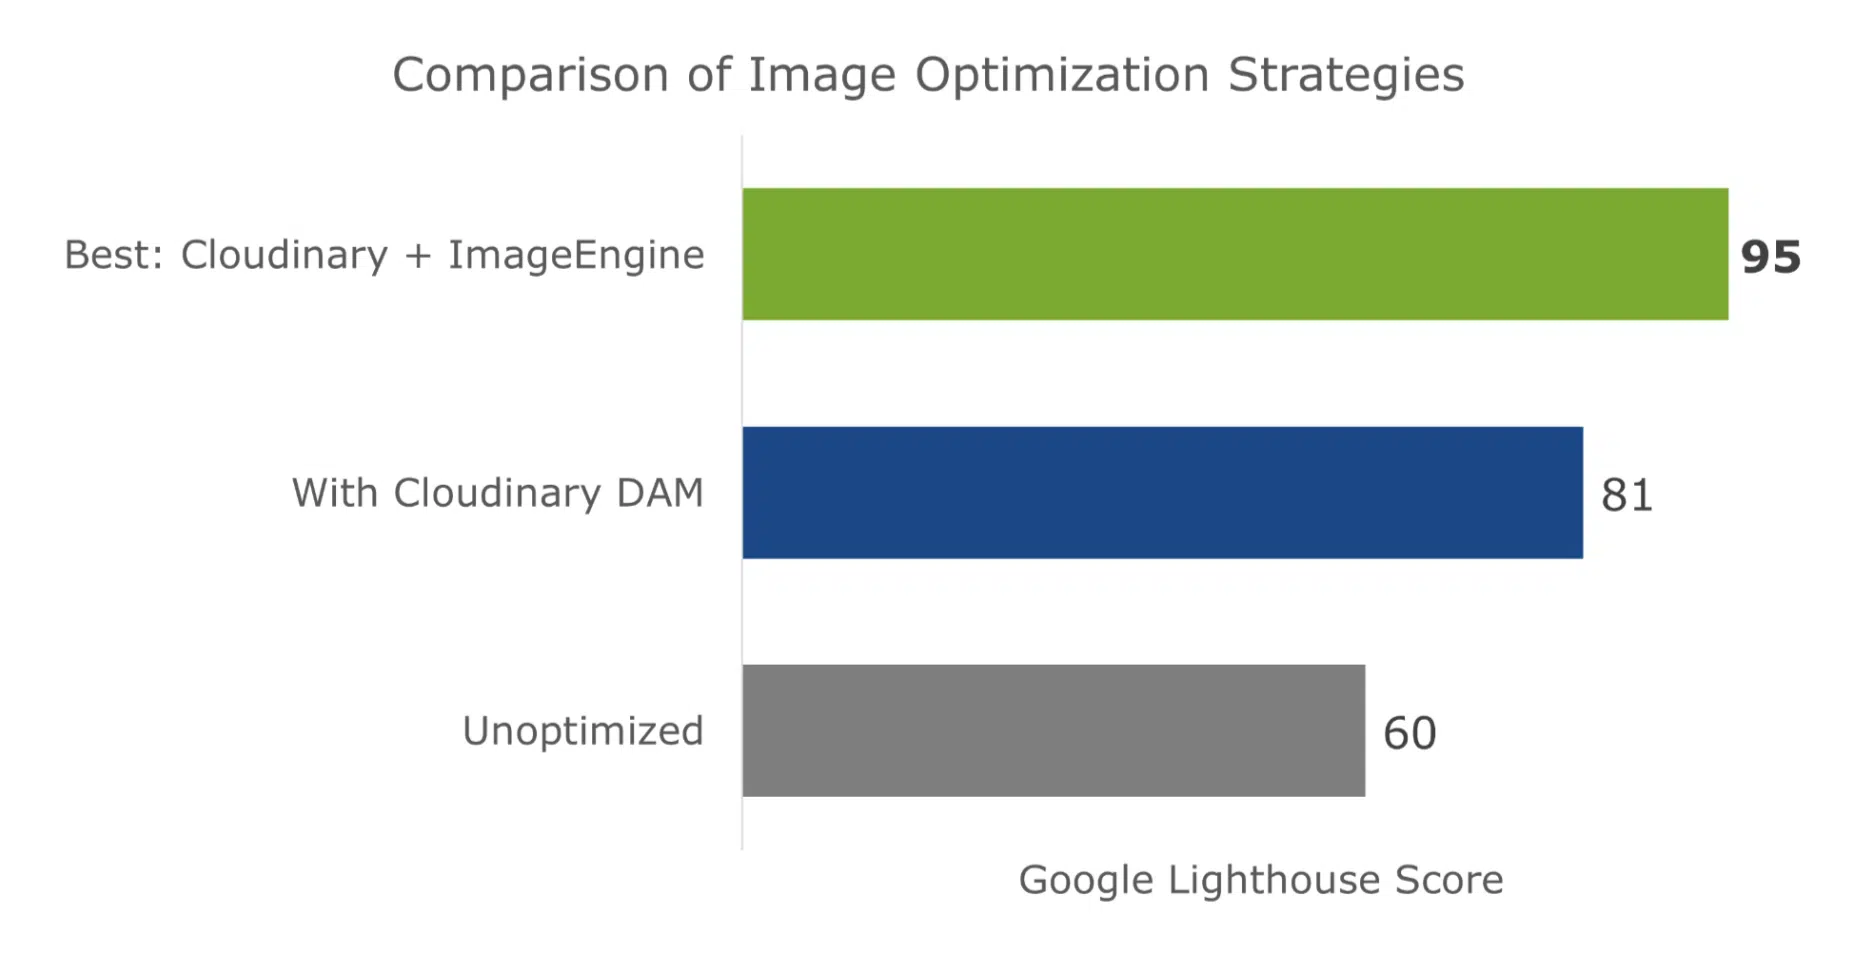 Comparison of Image Optimization Strategies
Best: Cloudinary + ImageEngine
95
With Cloudinary DAM
81
Unoptimized
60
Google Lighthouse Score